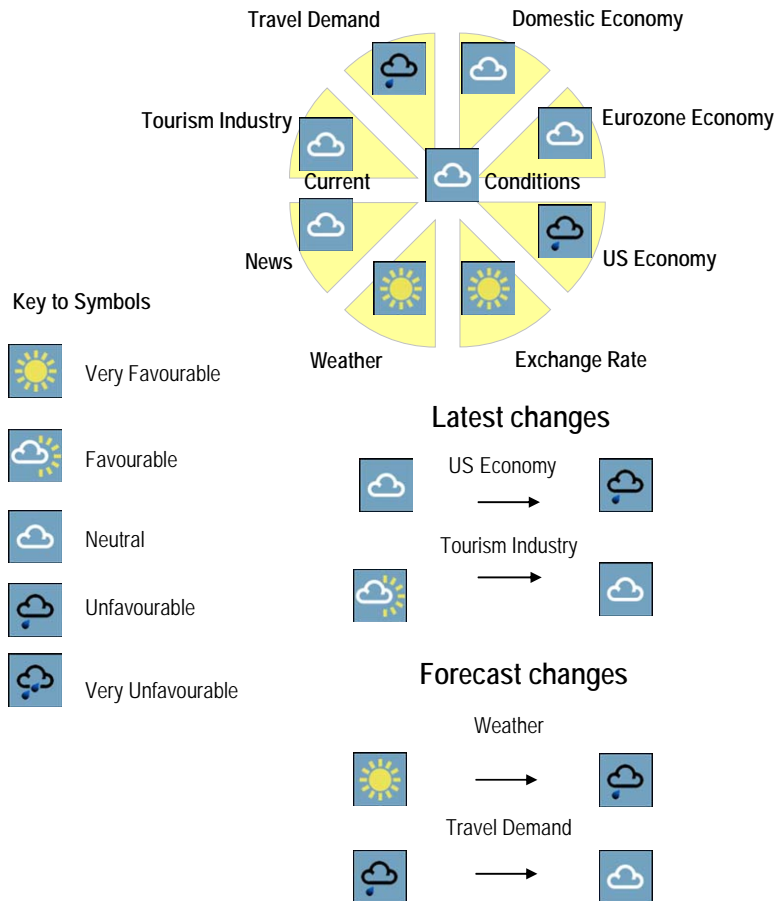 Travel Demand
Domestic Economy
Tourism Industry
Eurozone Economy
Current
Conditions
News
US Economy
Weather
Exchange Rate
Key to Symbols
Very Favourable
Favourable
Neutral
Unfavourable
Very Unfavourable
Latest changes
US Economy
Tourism Industry
Forecast changes
Weather
Travel Demand